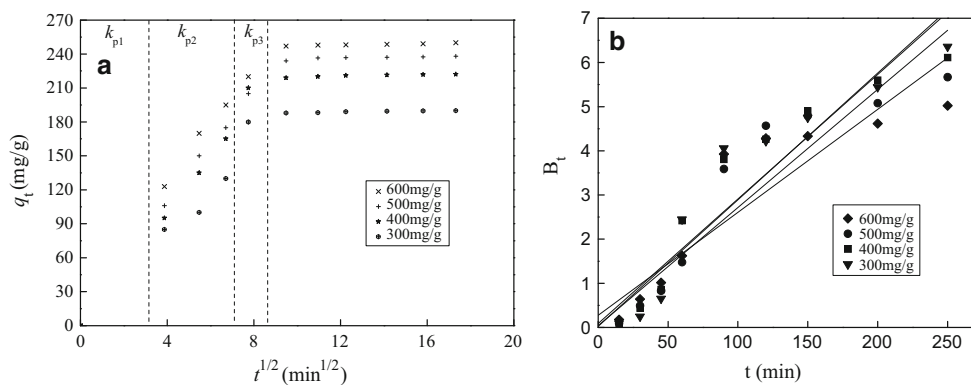 a
k_p1
k_p2
k_p3
270
240
210
180
150
120
90
60
30
0
q_t (mg/g)
600mg/g
500mg/g
400mg/g
300mg/g
0
4
8
12
16
20
t^1/2 (min^1/2)
b
7
6
5
4
3
2
1
0
B_t
600mg/g
500mg/g
400mg/g
300mg/g
0
50
100
150
200
250
300
t (min)